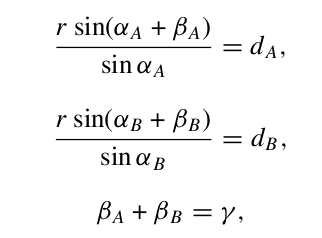 r sin(α_A + β_A) / sin α_A = d_A,
r sin(α_B + β_B) / sin α_B = d_B,
β_A + β_B = γ,